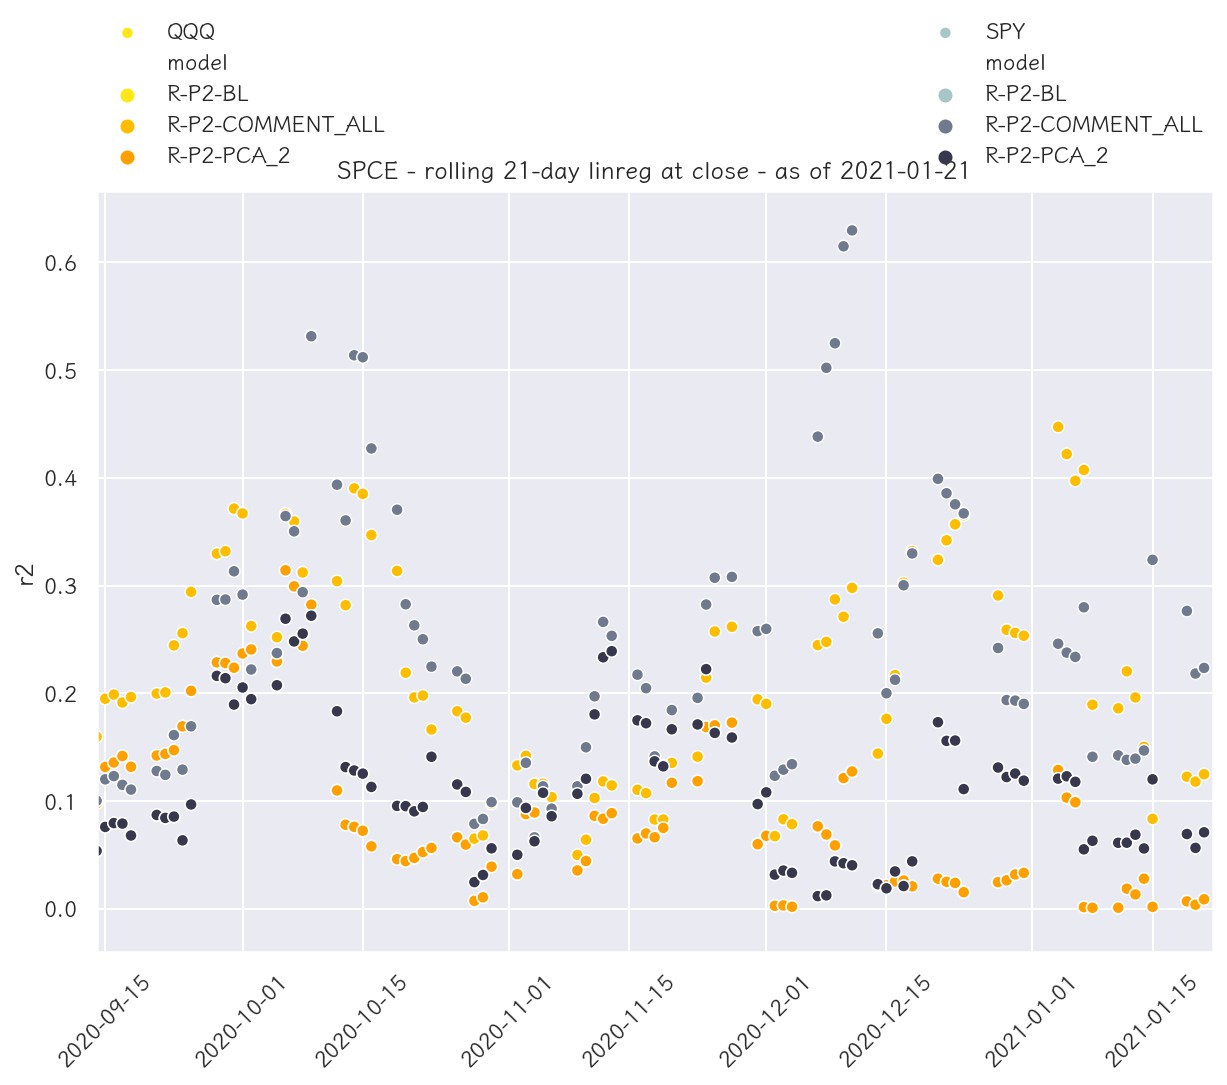 QQQ
model
R-P2-BL
R-P2-COMMENT_ALL
R-P2-PCA_2
SPY
model
R-P2-BL
R-P2-COMMENT_ALL
R-P2-PCA_2
SPCE - rolling 21-day linreg at close - as of 2021-01-21
r2
0.6
0.5
0.4
0.3
0.2
0.1
0.0
2020-09-15
2020-10-01
2020-10-15
2020-11-01
2020-11-15
2020-12-01
2020-12-15
2021-01-01
2021-01-15